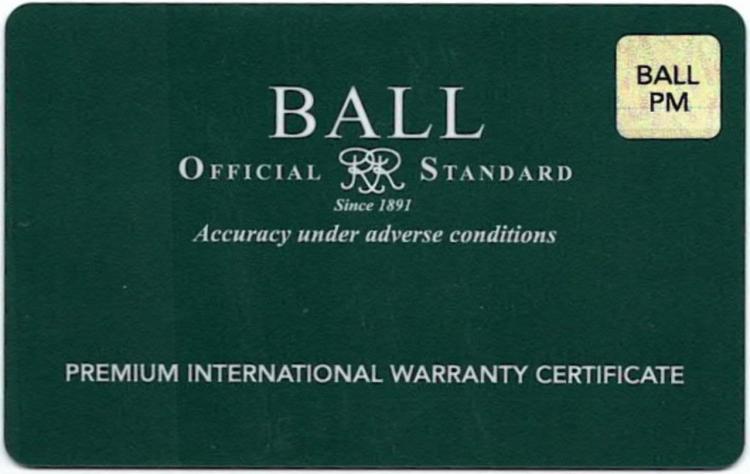 BALL
PM
BALL
OFFICIAL RR STANDARD
Since 1891
Accuracy under adverse conditions
PREMIUM INTERNATIONAL WARRANTY CERTIFICATE